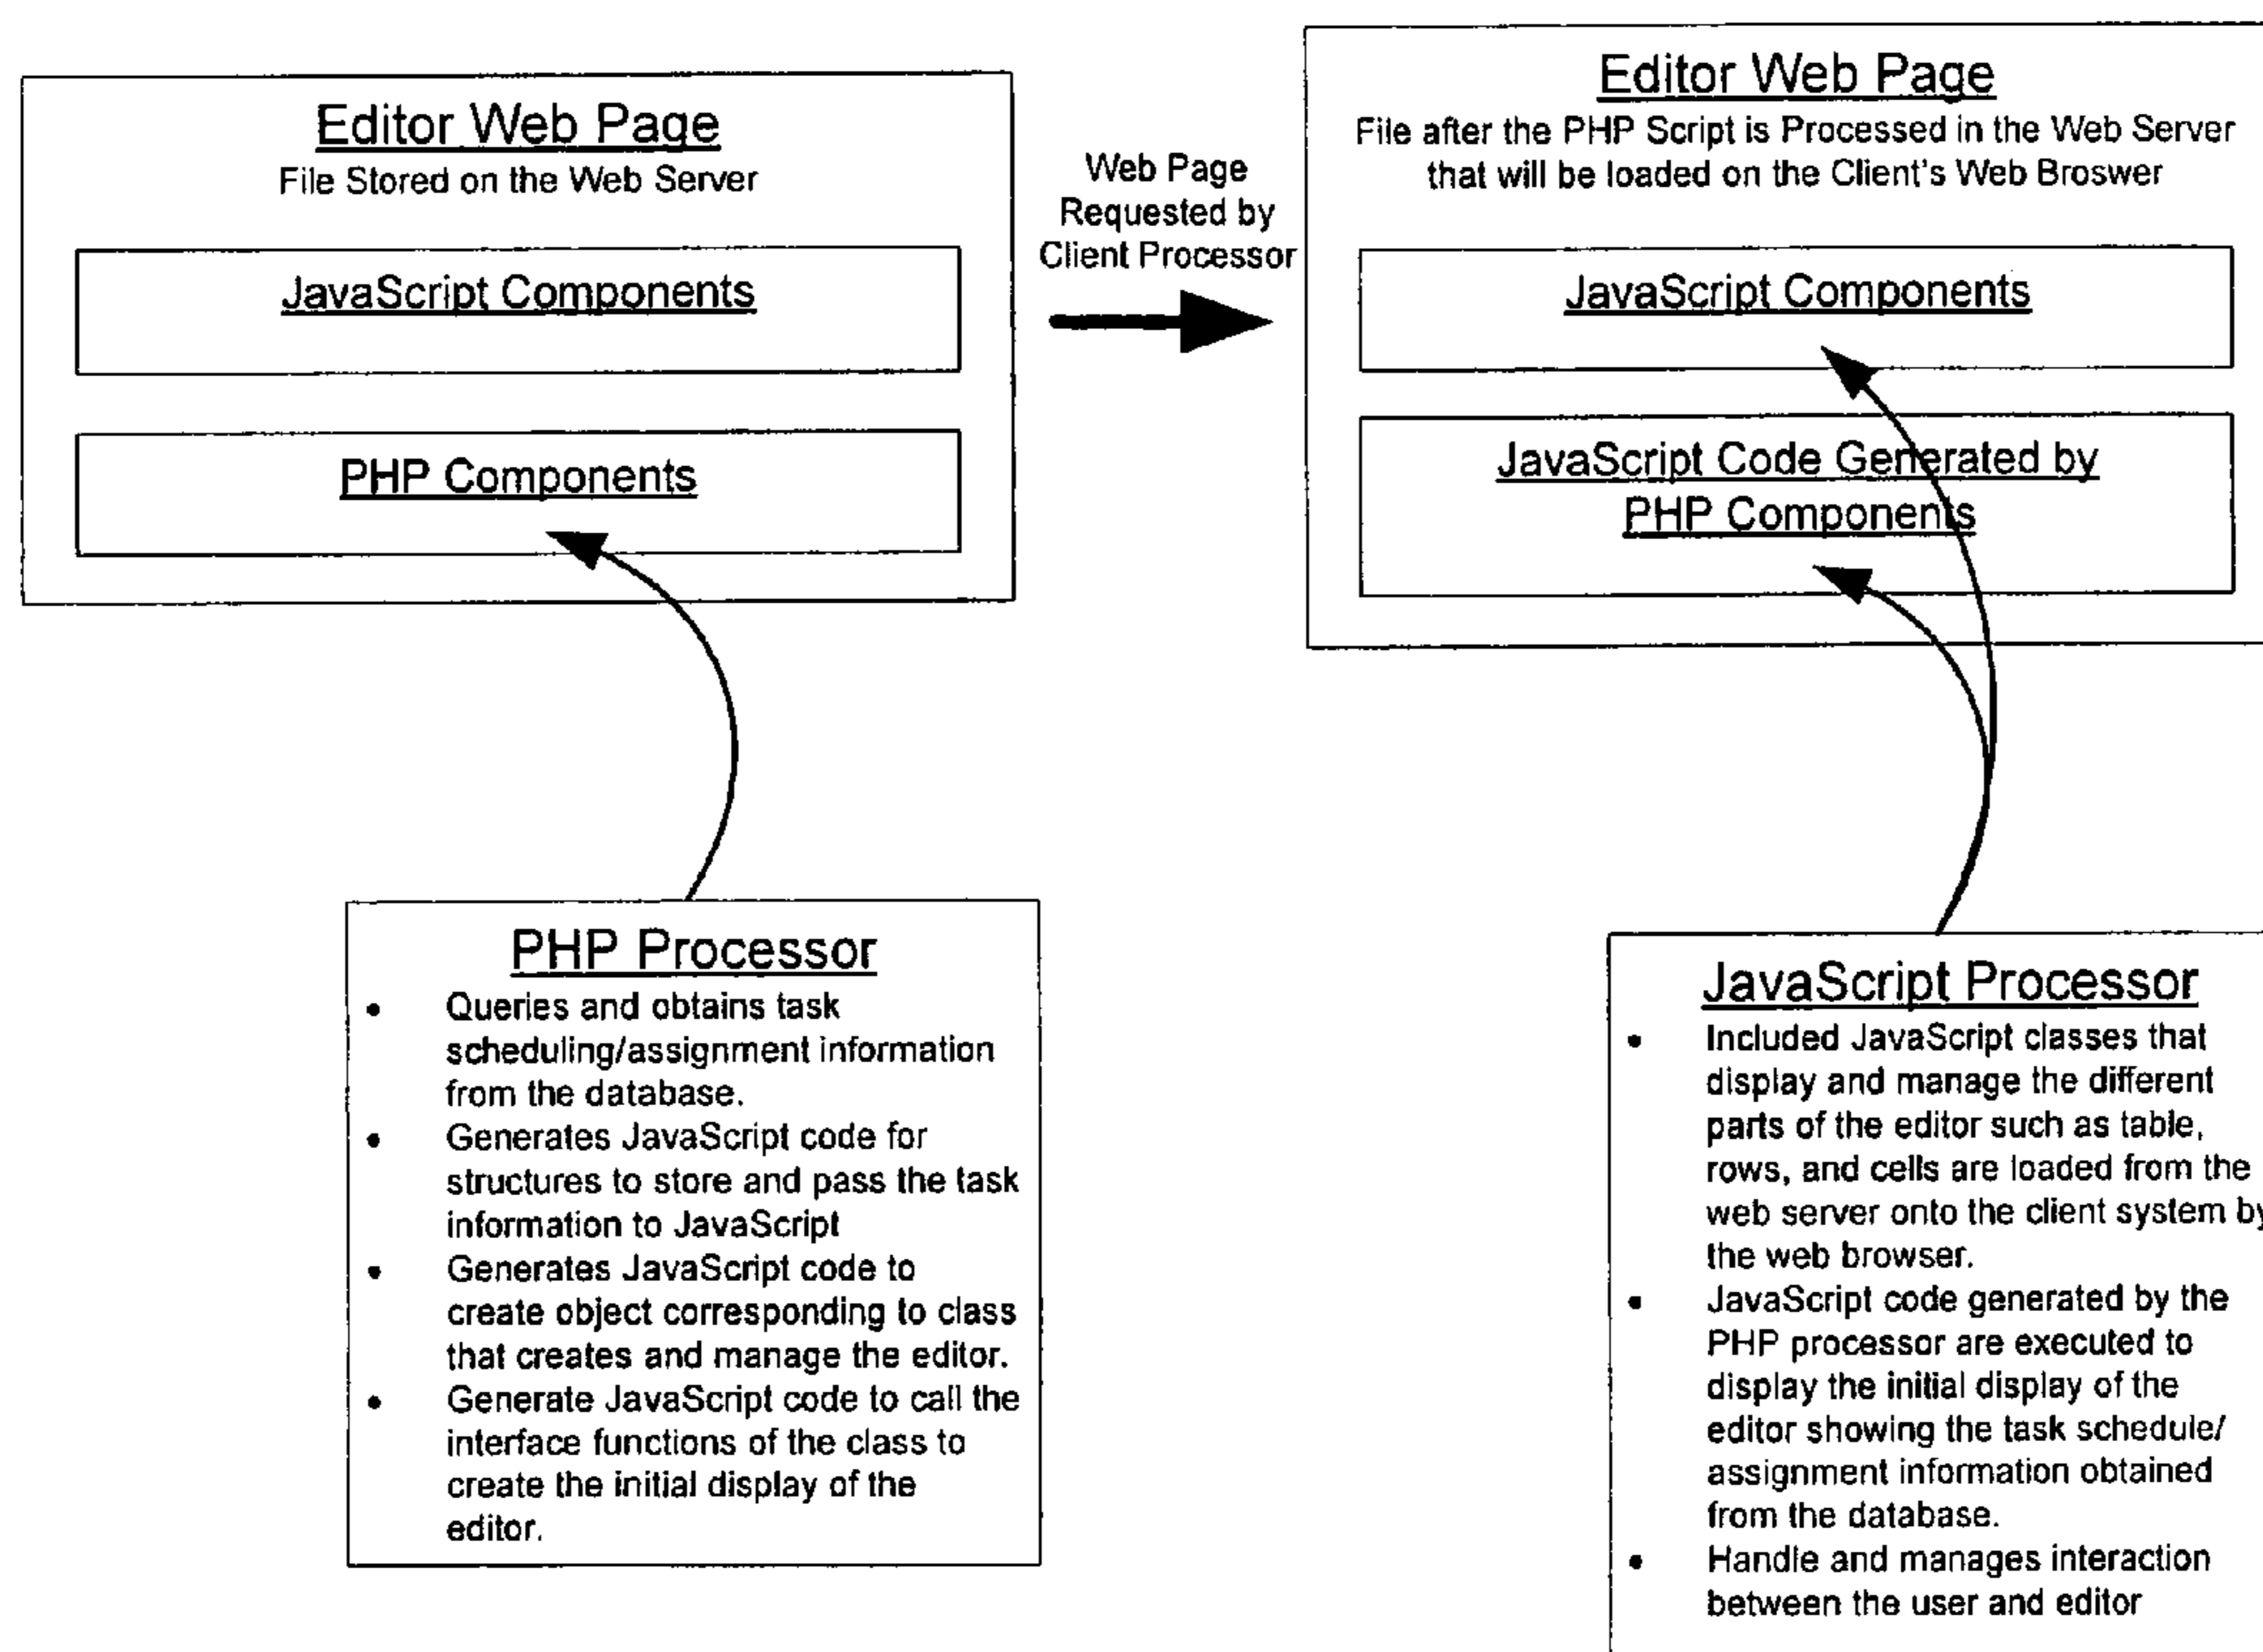 Editor Web Page
File Stored on the Web Server
JavaScript Components
PHP Components
Web Page
Requested by
Client Processor
Editor Web Page
File after the PHP Script is Processed in the Web Server
that will be loaded on the Client's Web Broswer
JavaScript Components
JavaScript Code Generated by
PHP Components
PHP Processor
• Queries and obtains task
scheduling/assignment information
from the database.
• Generates JavaScript code for
structures to store and pass the task
information to JavaScript
• Generates JavaScript code to
create object corresponding to class
that creates and manage the editor.
• Generate JavaScript code to call the
interface functions of the class to
create the initial display of the
editor.
JavaScript Processor
• Included JavaScript classes that
display and manage the different
parts of the editor such as table,
rows, and cells are loaded from the
web server onto the client system by
the web browser.
• JavaScript code generated by the
PHP processor are executed to
display the initial display of the
editor showing the task schedule/
assignment information obtained
from the database.
• Handle and manages interaction
between the user and editor